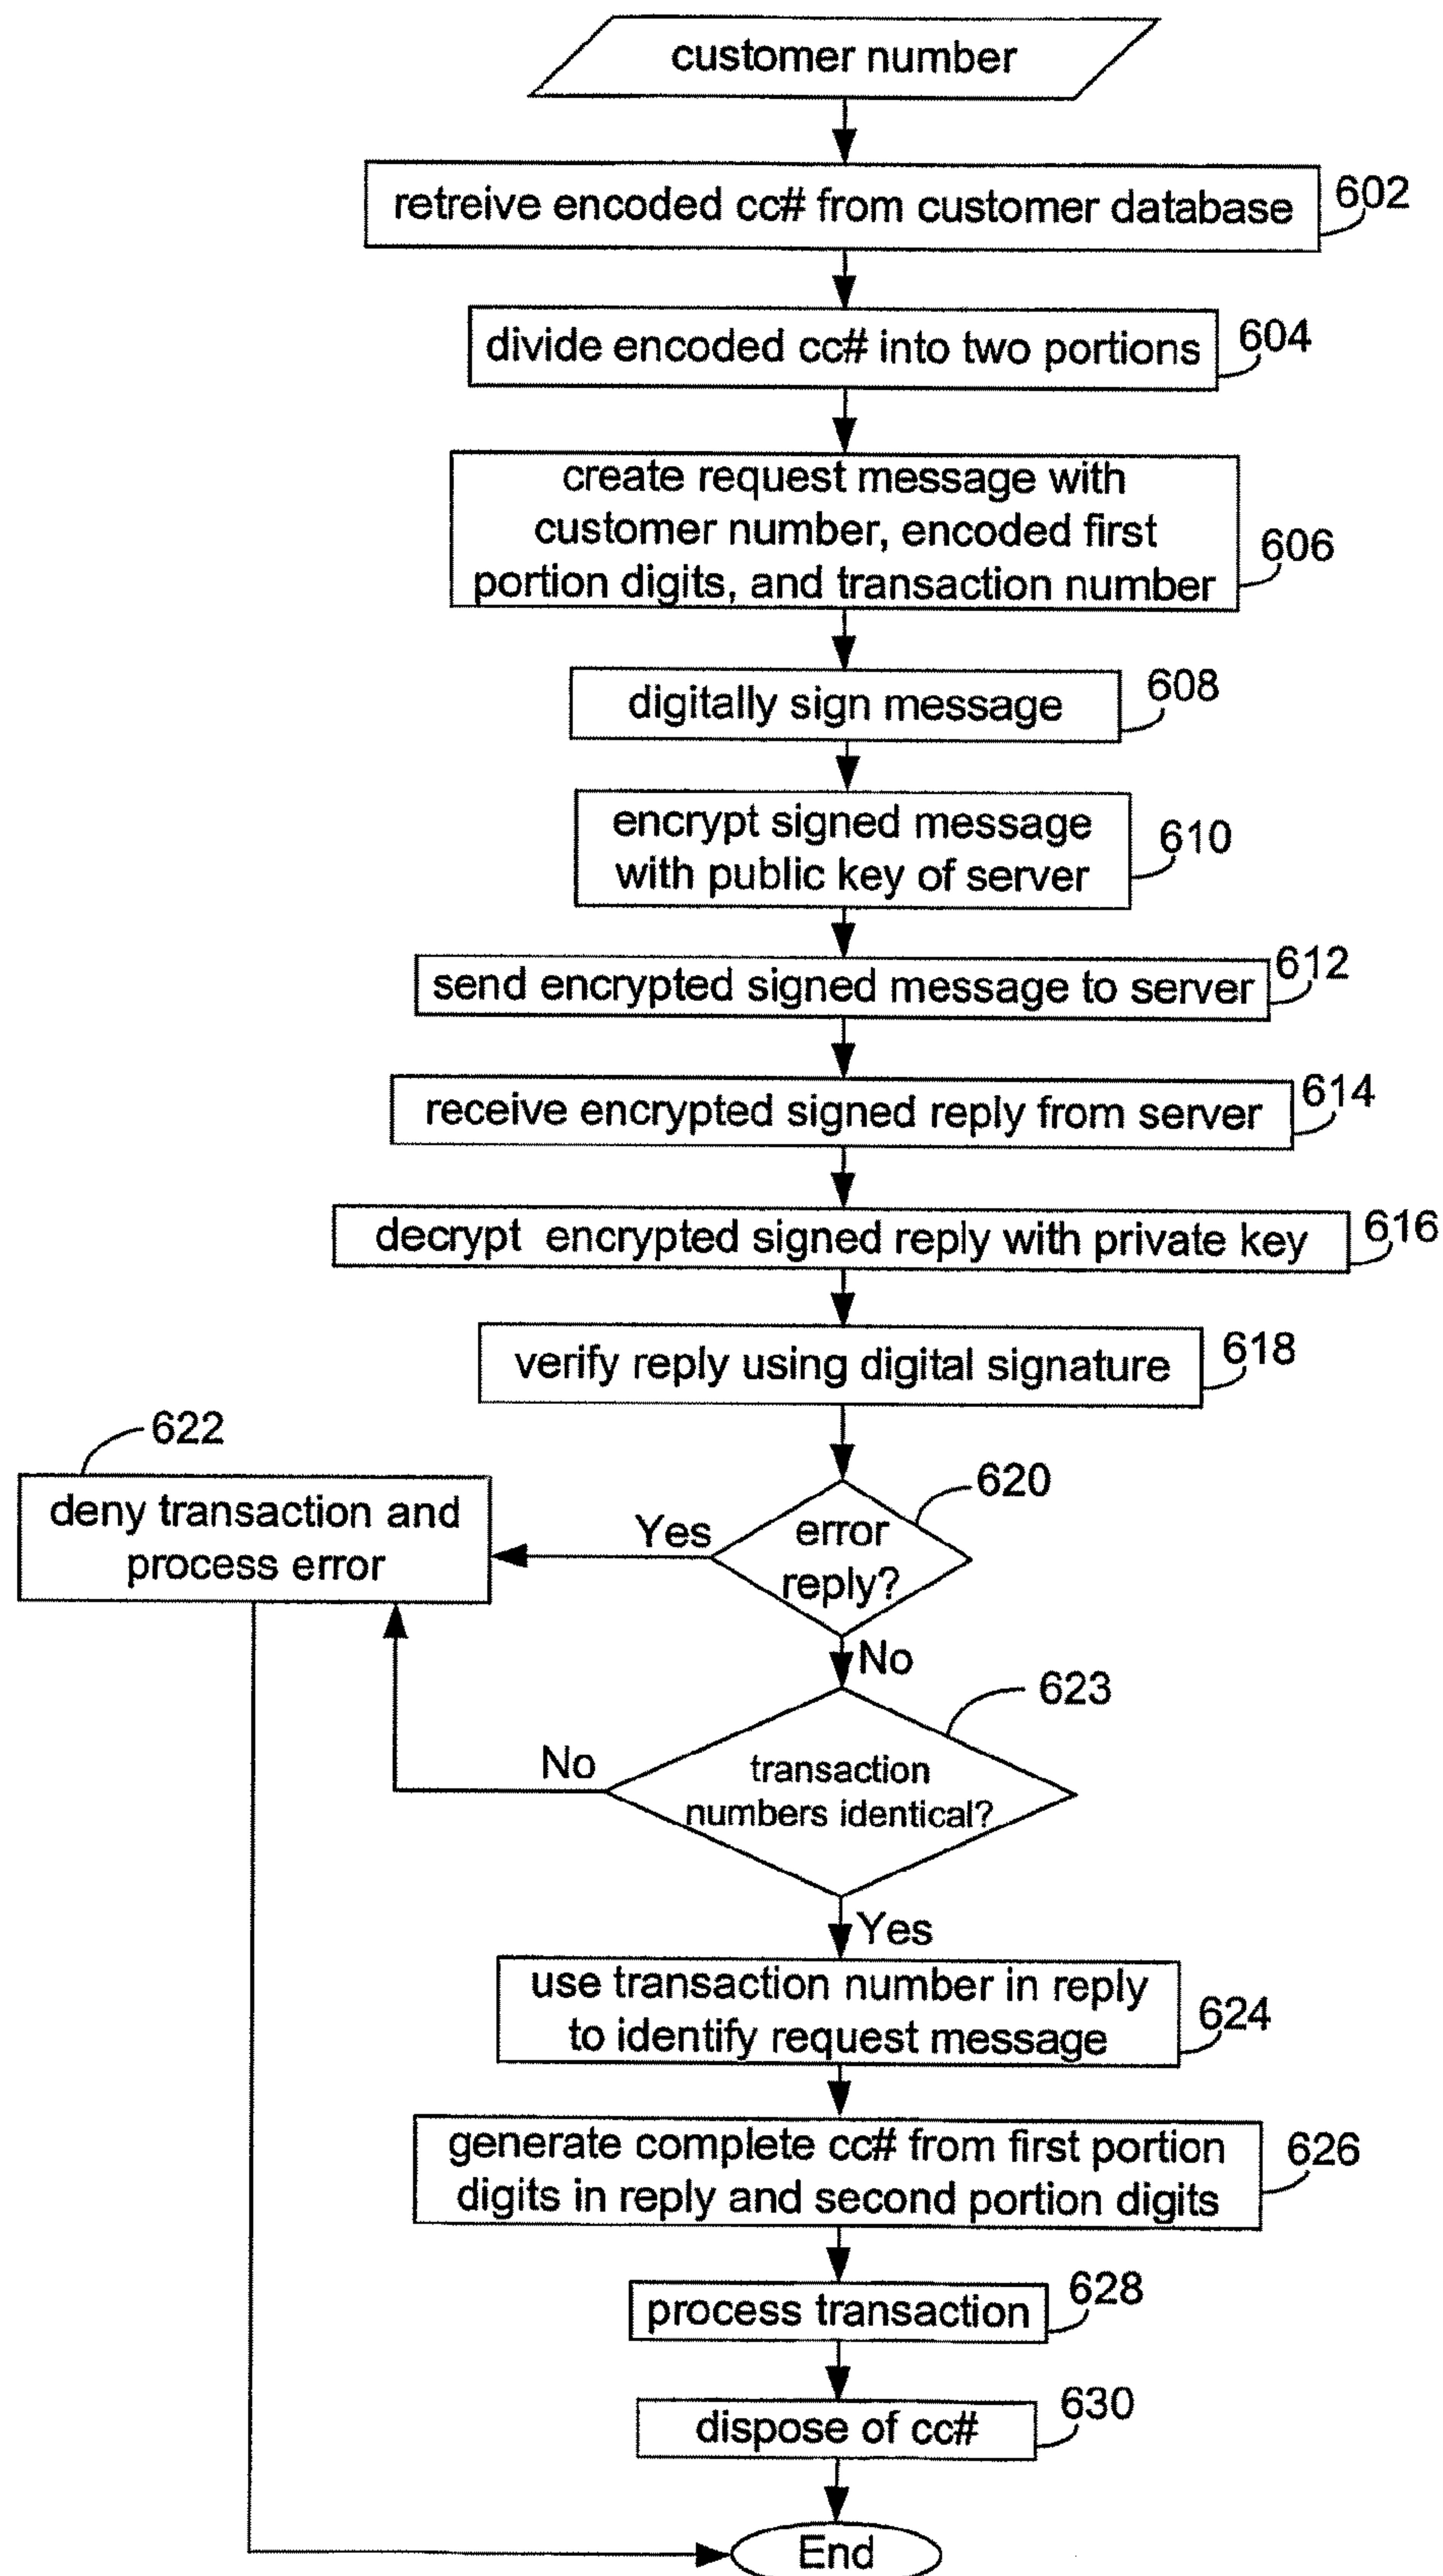 customer number
retreive encoded cc# from customer database
602
divide encoded cc# into two portions
604
create request message with
customer number, encoded first
portion digits, and transaction number
606
digitally sign message
608
encrypt signed message
with public key of server
610
send encrypted signed message to server
612
receive encrypted signed reply from server
614
decrypt encrypted signed reply with private key
616
verify reply using digital signature
618
622
deny transaction and
process error
Yes
error
reply?
620
No
623
No
transaction
numbers identical?
Yes
use transaction number in reply
to identify request message
624
generate complete cc# from first portion
digits in reply and second portion digits
626
process transaction
628
dispose of cc#
630
End